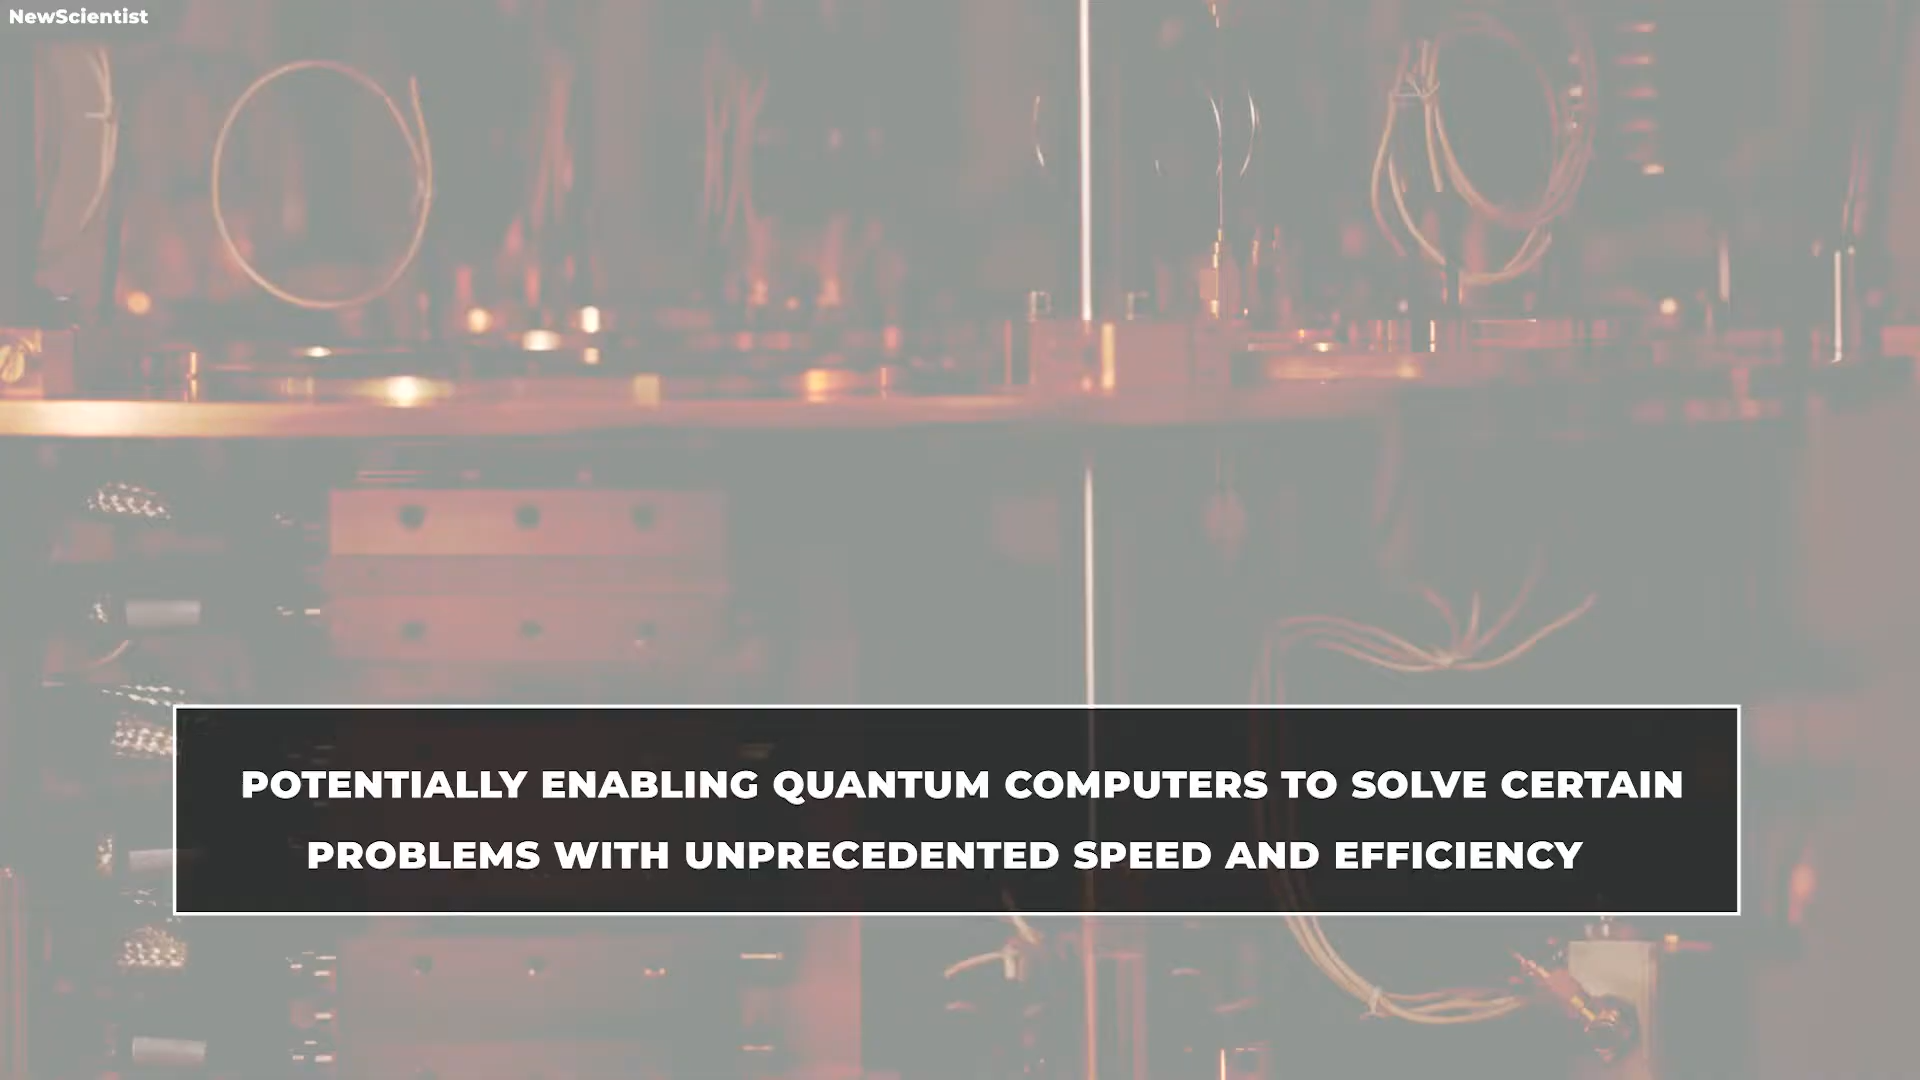 NewScientist
POTENTIALLY ENABLING QUANTUM COMPUTERS TO SOLVE CERTAIN
PROBLEMS WITH UNPRECEDENTED SPEED AND EFFICIENCY